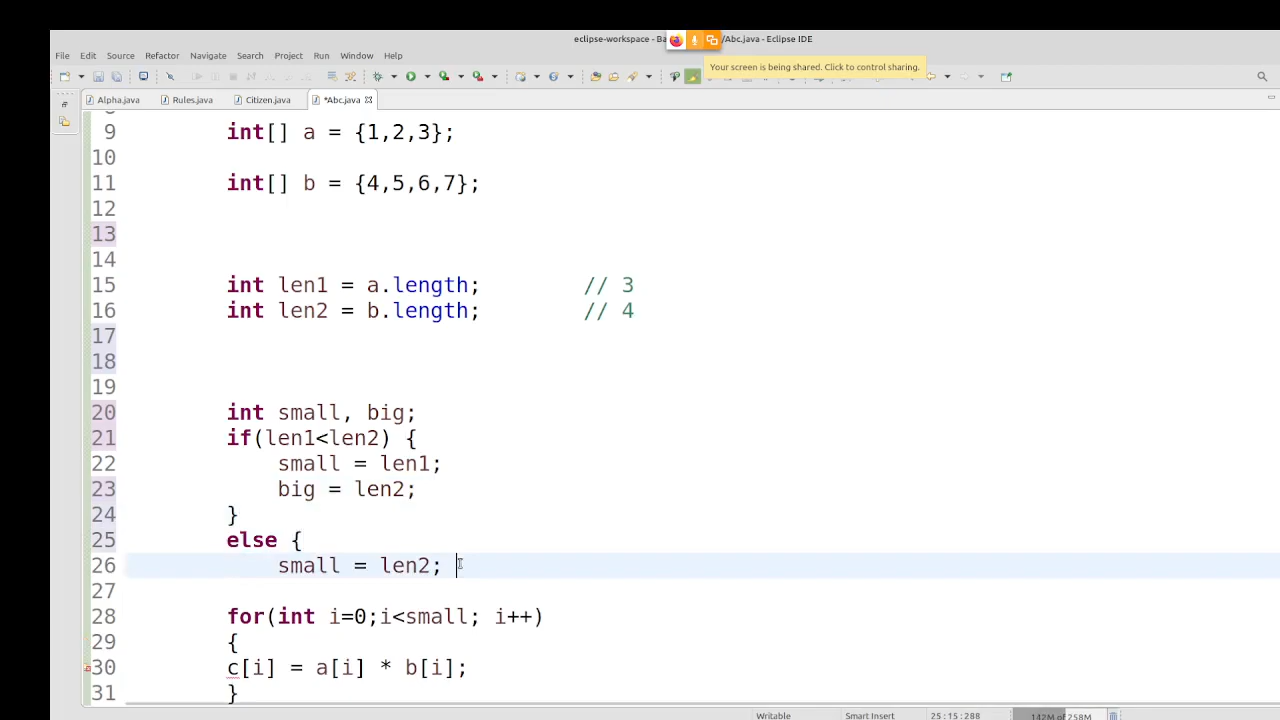 eclipse-workspace - Ba /Abc.java - Eclipse IDE
File Edit Source Refactor Navigate Search Project Run Window Help
Your screen is being shared. Click to control sharing.
Alpha.java Rules.java Citizen.java *Abc.java
9 int[] a = {1,2,3};
10
11 int[] b = {4,5,6,7};
12
13
14
15 int len1 = a.length; // 3
16 int len2 = b.length; // 4
17
18
19
20 int small, big;
21 if(len1<len2) {
22 small = len1;
23 big = len2;
24 }
25 else {
26 small = len2;
27
28 for(int i=0;i<small; i++)
29 {
30 c[i] = a[i] * b[i];
31 }
Writable Smart Insert 25:15:288 142M of 258M